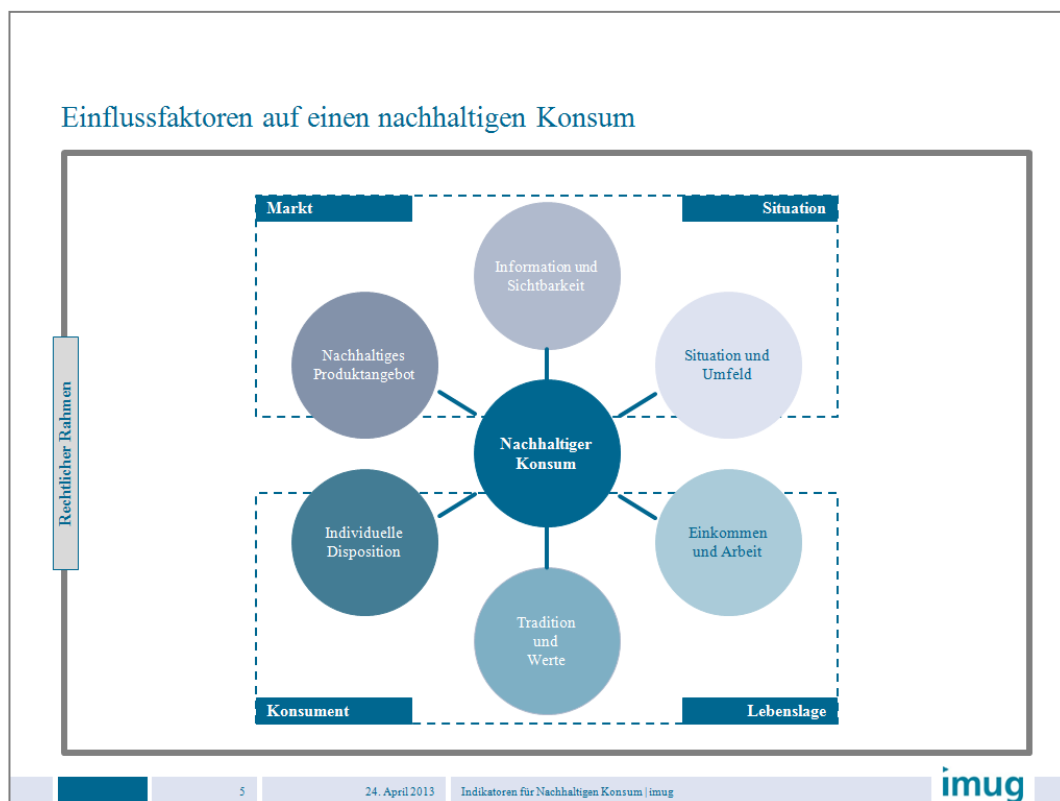 Einflussfaktoren auf einen nachhaltigen Konsum
Markt
Situation
Information und
Sichtbarkeit
Nachhaltiges
Produktangebot
Situation und
Umfeld
Rechtlicher Rahmen
Nachhaltiger
Konsum
Individuelle
Disposition
Einkommen
und Arbeit
Tradition
und
Werte
Konsument
Lebenslage
5
24. April 2013
Indikatoren für Nachhaltigen Konsum | imug
imug